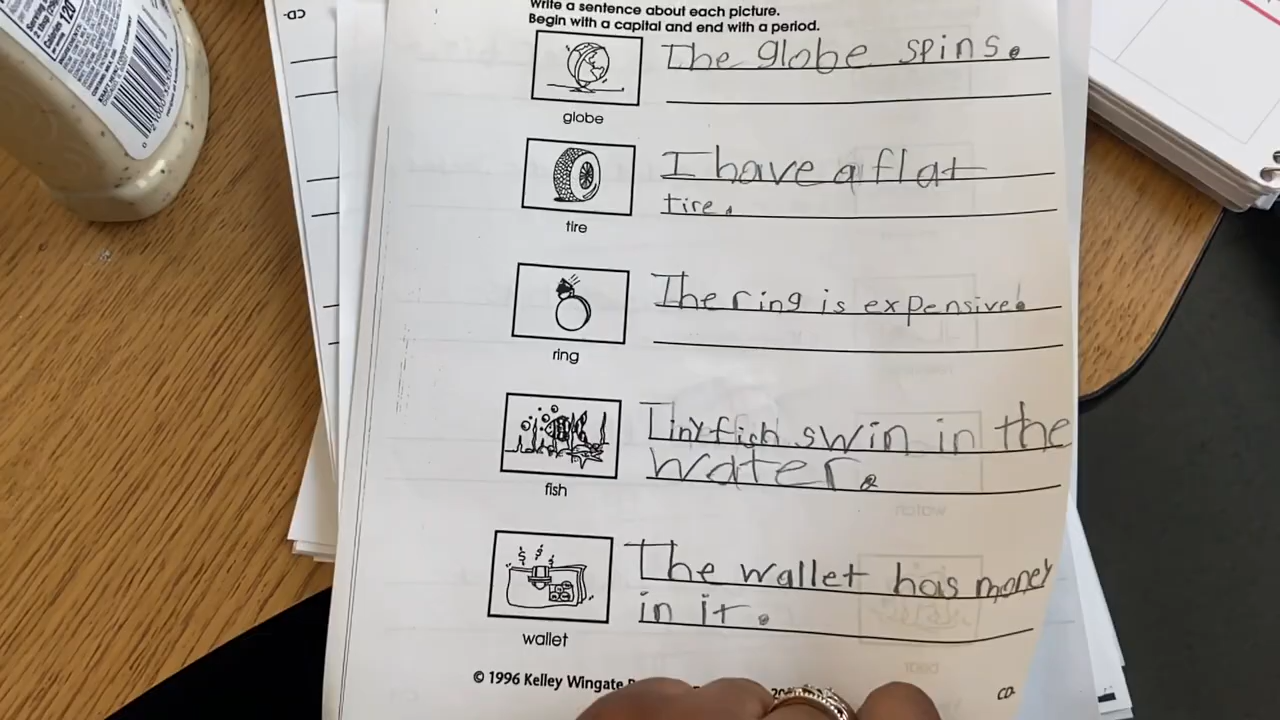 Write a sentence about each picture.
Begin with a capital and end with a period.
The globe spins.
globe
I have a flat
tire.
tire
The ring is expensive.
ring
Tiny fish swin in the
water.
fish
The wallet has money
in it.
wallet
© 1996 Kelley Wingate
CD-
CD-